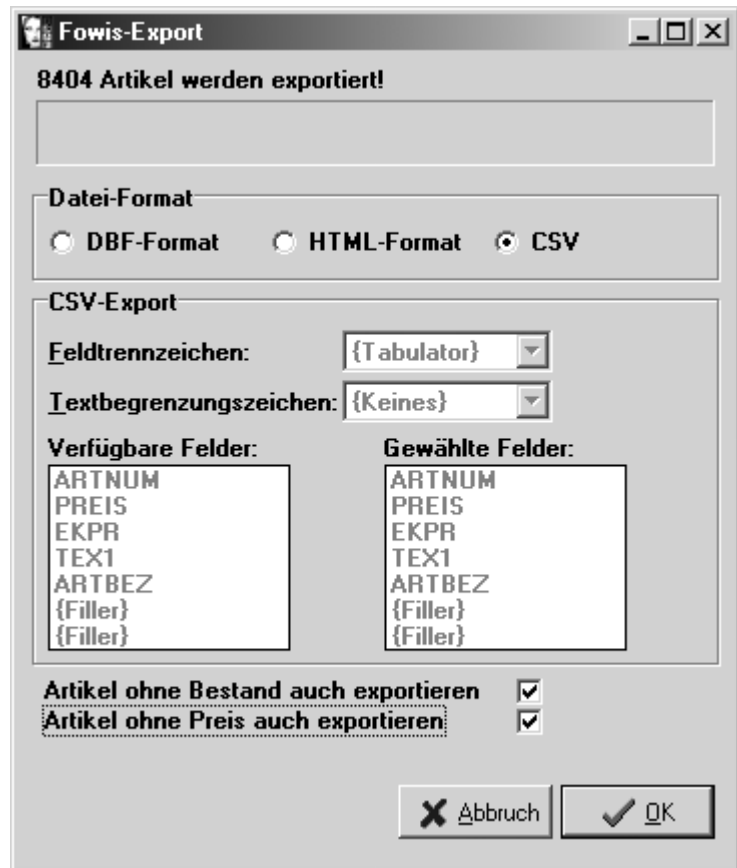 Fowis-Export
8404 Artikel werden exportiert!
Datei-Format
DBF-Format HTML-Format CSV
CSV-Export
Feldtrennzeichen: {Tabulator}
Textbegrenzungszeichen: {Keines}
Verfügbare Felder: Gewählte Felder:
ARTNUM ARTNUM
PREIS PREIS
EKPR EKPR
TEX1 TEX1
ARTBEZ ARTBEZ
{Filler} {Filler}
{Filler} {Filler}
Artikel ohne Bestand auch exportieren
Artikel ohne Preis auch exportieren
Abbruch OK